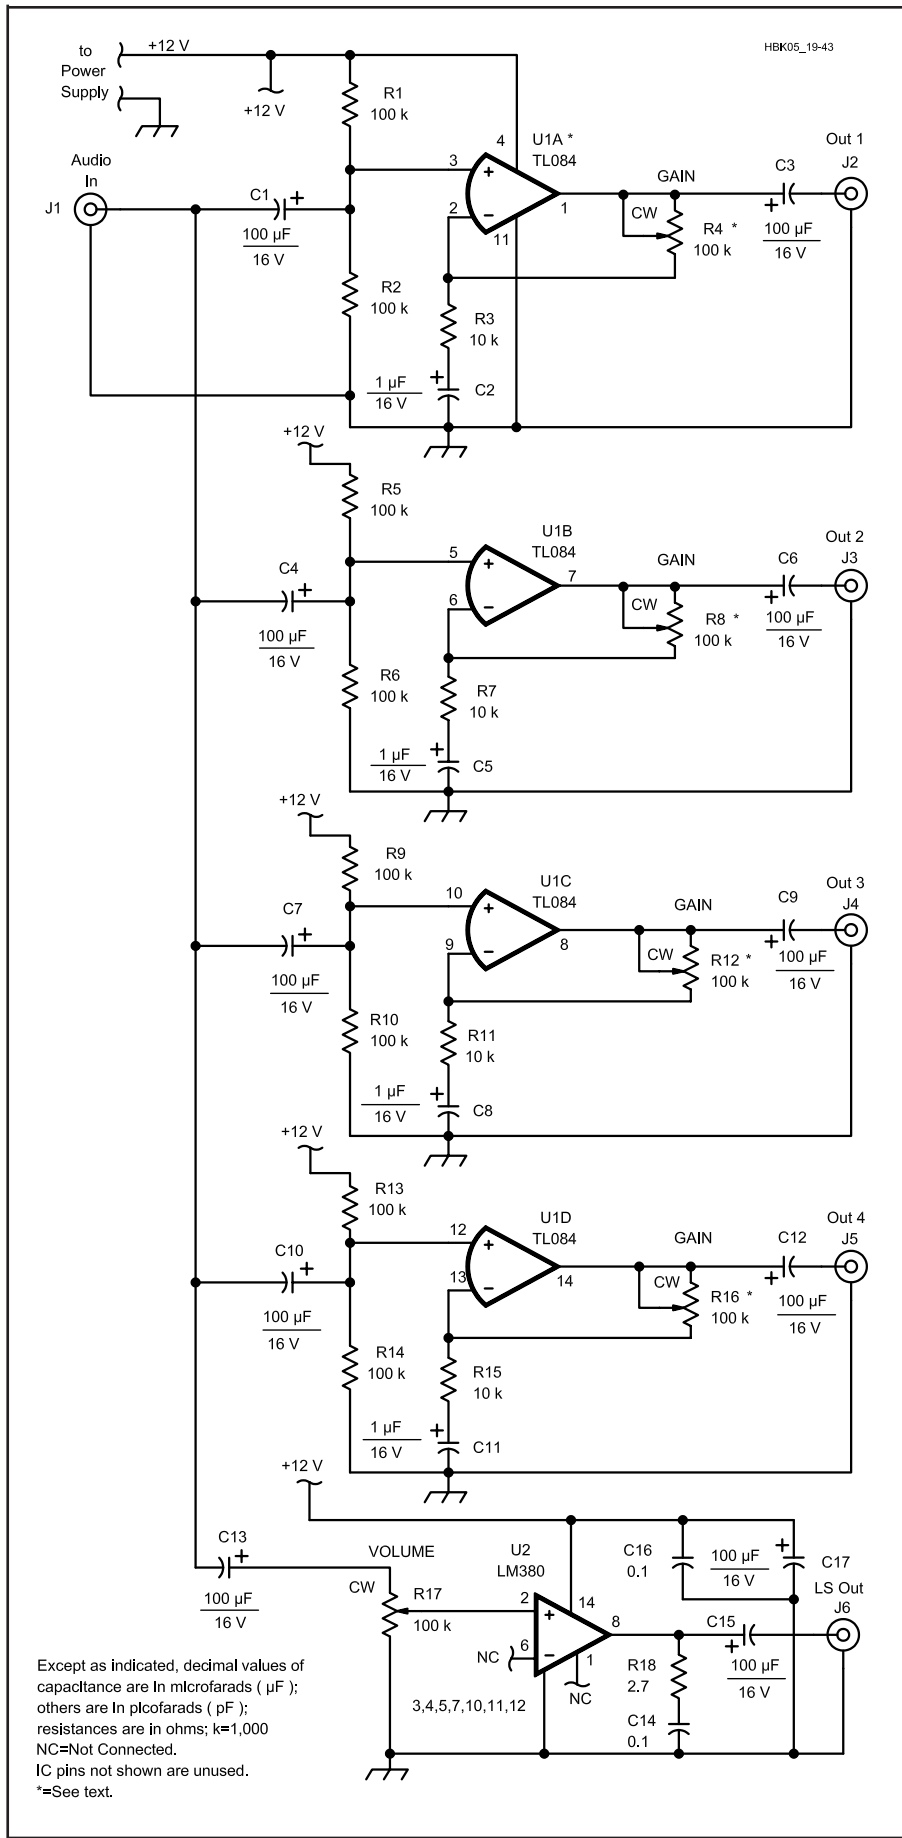 HBK05_19-43
to
Power
Supply
+12 V
+12 V
Audio
In
J1
C1
+
100 µF
16 V
R1
100 k
R2
100 k
3
2
4
11
1
+
–
U1A *
TL084
R3
10 k
1 µF
16 V
+
C2
GAIN
CW
R4 *
100 k
C3
+
100 µF
16 V
Out 1
J2
+12 V
R5
100 k
C4
+
100 µF
16 V
R6
100 k
5
6
7
+
–
U1B
TL084
R7
10 k
1 µF
16 V
+
C5
GAIN
CW
R8 *
100 k
C6
+
100 µF
16 V
Out 2
J3
+12 V
R9
100 k
C7
+
100 µF
16 V
R10
100 k
10
9
8
+
–
U1C
TL084
R11
10 k
1 µF
16 V
+
C8
GAIN
CW
R12 *
100 k
C9
+
100 µF
16 V
Out 3
J4
+12 V
R13
100 k
C10
+
100 µF
16 V
R14
100 k
12
13
14
+
–
U1D
TL084
R15
10 k
1 µF
16 V
+
C11
GAIN
CW
R16 *
100 k
C12
+
100 µF
16 V
Out 4
J5
+12 V
C13
+
100 µF
16 V
VOLUME
CW
R17
100 k
U2
LM380
2
6
14
8
1
+
–
NC
NC
3,4,5,7,10,11,12
C16
0.1
100 µF
16 V
+
C17
LS Out
J6
C15
+
100 µF
16 V
R18
2.7
C14
0.1
Except as indicated, decimal values of
capacitance are in microfarads ( µF );
others are in picofarads ( pF );
resistances are in ohms; k=1,000
NC=Not Connected.
IC pins not shown are unused.
*=See text.